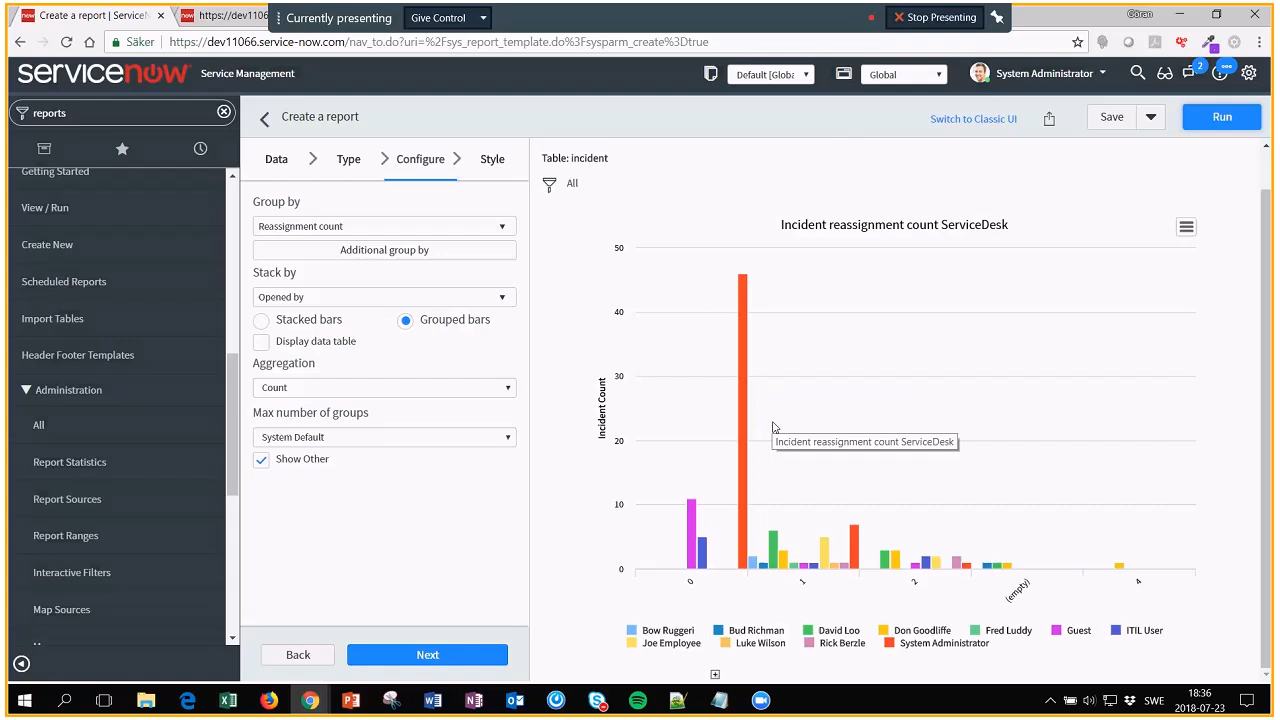 Create a report | ServiceN
https://dev110
Currently presenting
Give Control
Stop Presenting
Göran
Säker
https://dev11066.service-now.com/nav_to.do?uri=%2Fsys_report_template.do%3Fsysparm_create%3Dtrue
servicenow
Service Management
Default [Globa
Global
System Administrator
2
reports
Create a report
Switch to Classic UI
Save
Run
Data
Type
Configure
Style
Getting Started
View / Run
Create New
Scheduled Reports
Import Tables
Header Footer Templates
Administration
All
Report Statistics
Report Sources
Report Ranges
Interactive Filters
Map Sources
Group by
Reassignment count
Additional group by
Stack by
Opened by
Stacked bars
Grouped bars
Display data table
Aggregation
Count
Max number of groups
System Default
Show Other
Back
Next
Table: incident
All
Incident reassignment count ServiceDesk
50
40
30
20
10
0
Incident Count
Incident reassignment count ServiceDesk
0
1
2
(empty)
4
Bow Ruggeri
Bud Richman
David Loo
Don Goodliffe
Fred Luddy
Guest
ITIL User
Joe Employee
Luke Wilson
Rick Berzle
System Administrator
SWE
18:36
2018-07-23